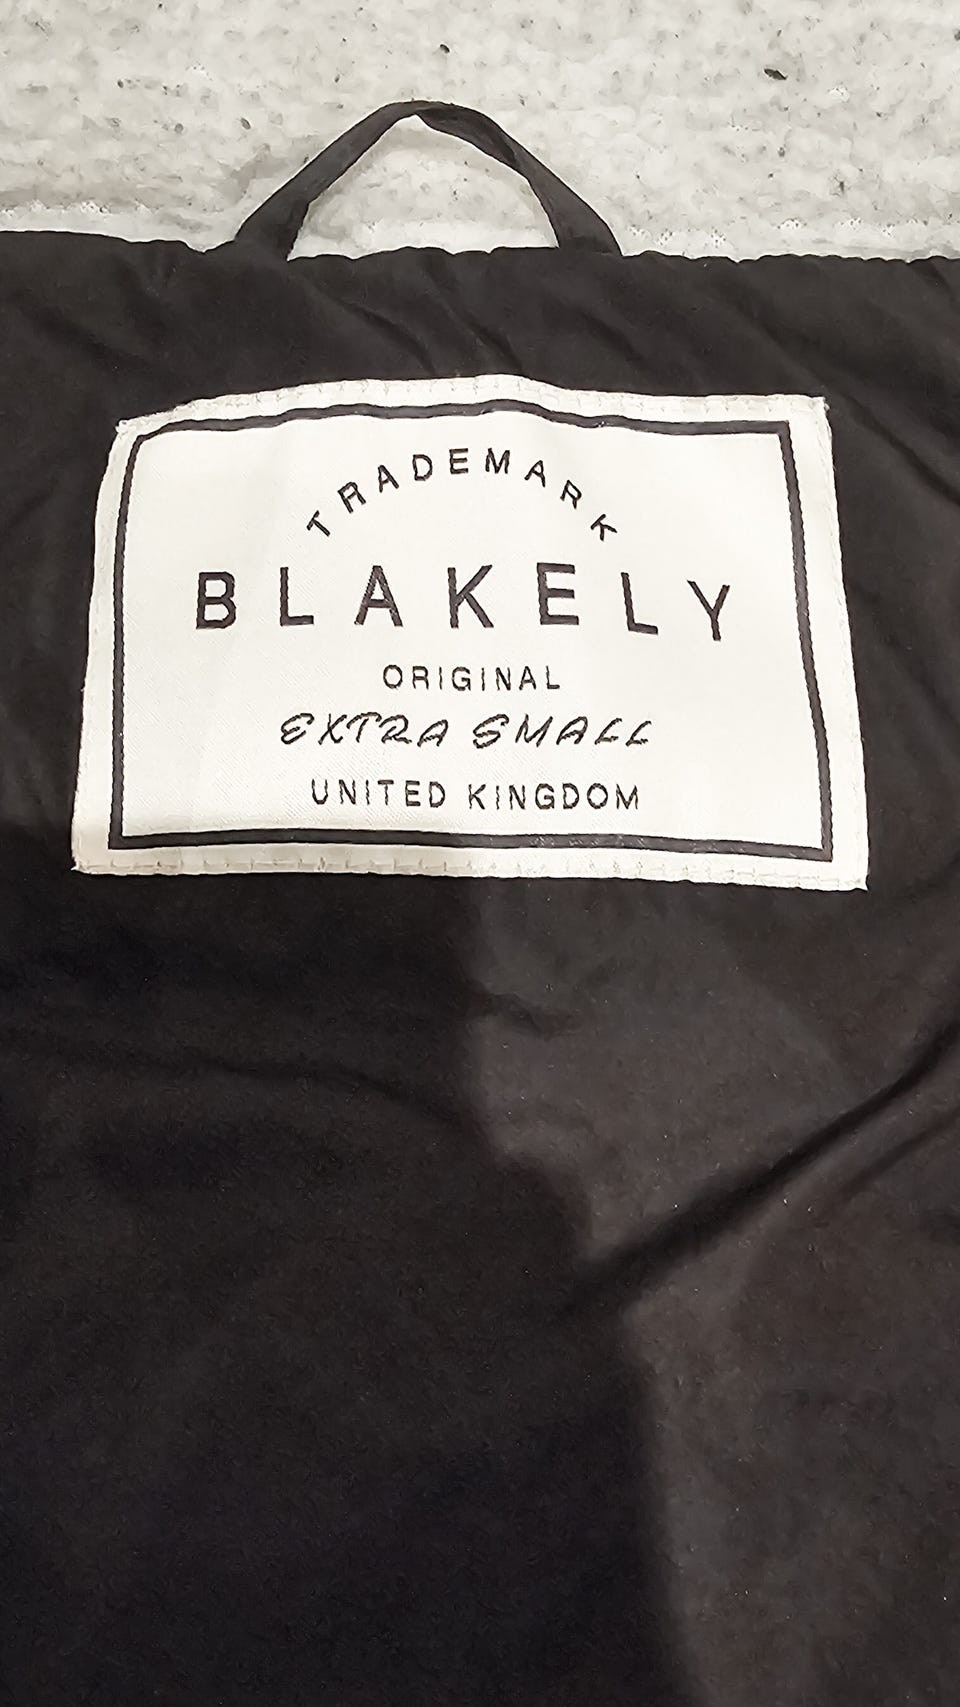 TRADEMARK
BLAKELY
ORIGINAL
EXTRA SMALL
UNITED KINGDOM